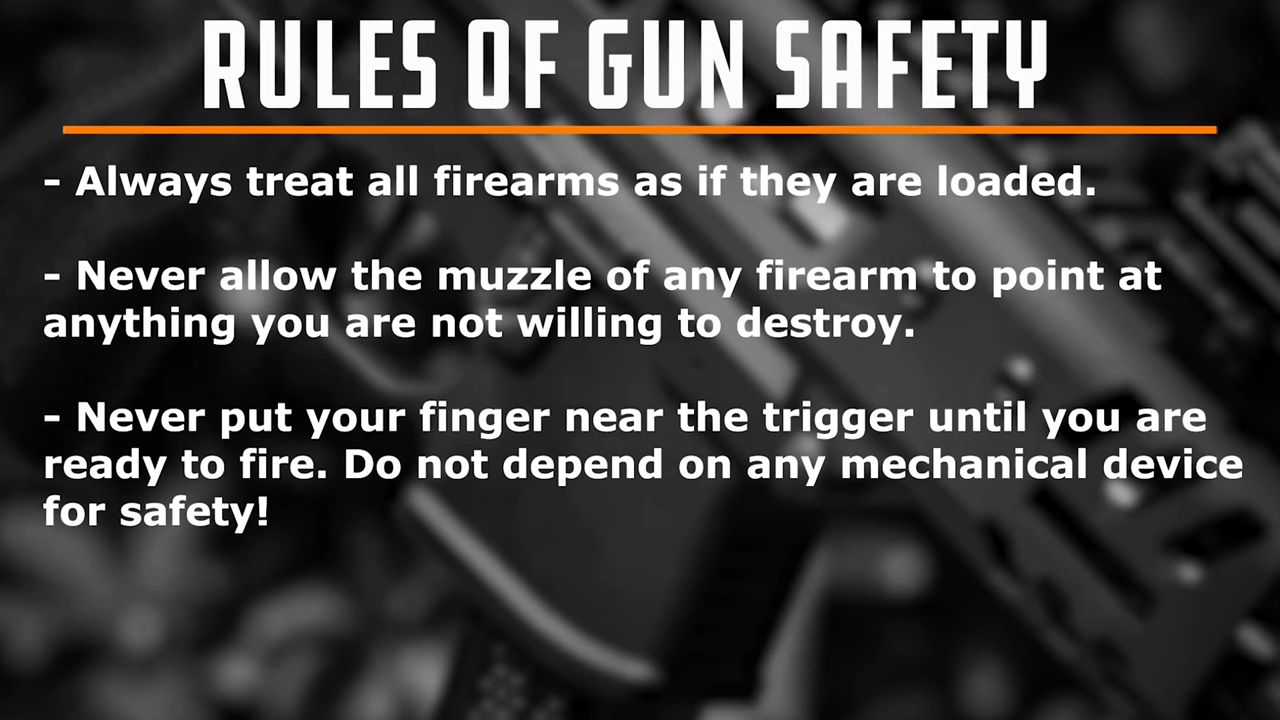 RULES OF GUN SAFETY
- Always treat all firearms as if they are loaded.
- Never allow the muzzle of any firearm to point at
anything you are not willing to destroy.
- Never put your finger near the trigger until you are
ready to fire. Do not depend on any mechanical device
for safety!